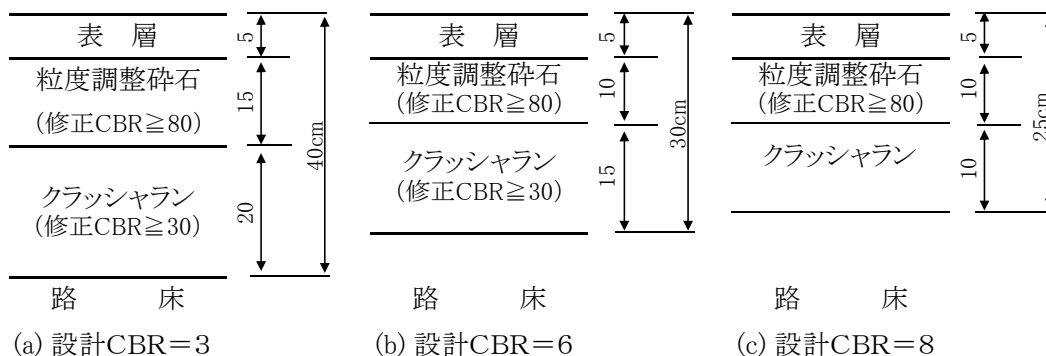 表 層
粒度調整砕石
(修正CBR≧80)
クラッシャラン
(修正CBR≧30)
路 床
5
15
20
40cm
(a) 設計CBR＝3
表 層
粒度調整砕石
(修正CBR≧80)
クラッシャラン
(修正CBR≧30)
路 床
5
10
15
30cm
(b) 設計CBR＝6
表 層
粒度調整砕石
(修正CBR≧80)
クラッシャラン
路 床
5
10
10
25cm
(c) 設計CBR＝8